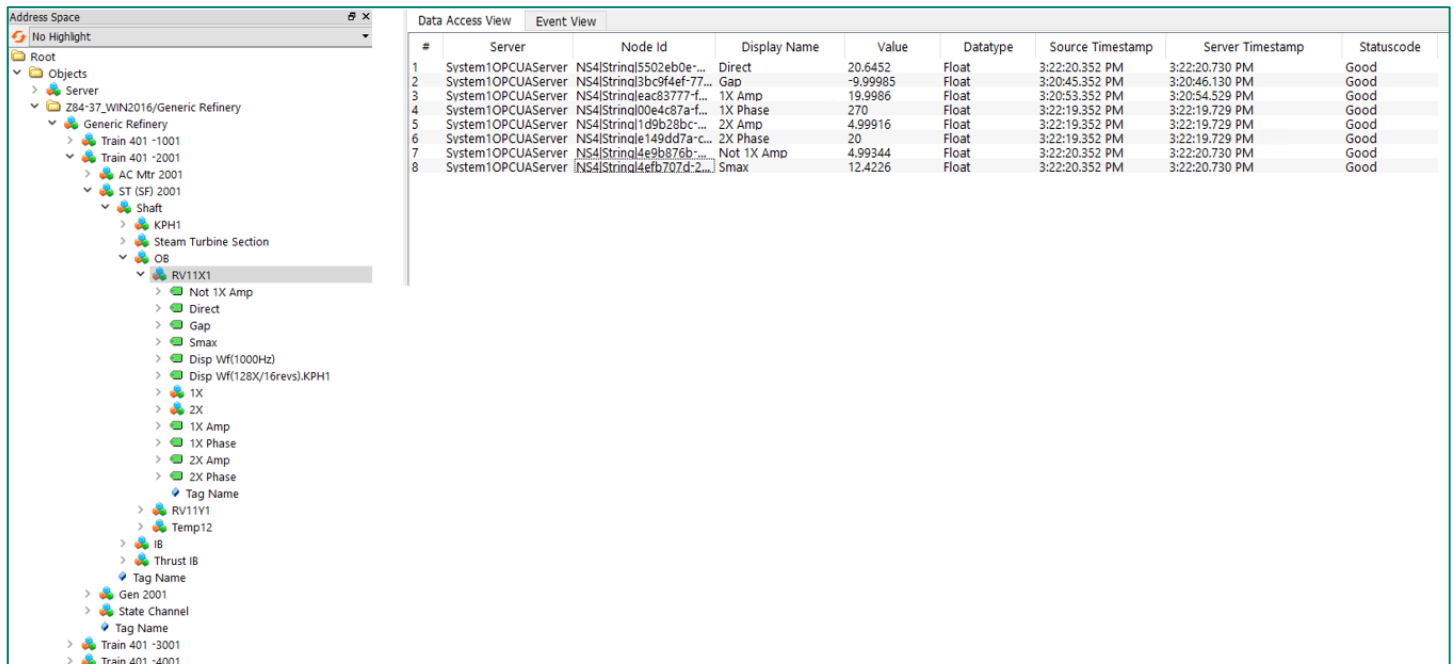 Address Space
No Highlight
Root
Objects
Server
Z84-37_WIN2016/Generic Refinery
Generic Refinery
Train 401 -1001
Train 401 -2001
AC Mtr 2001
ST (SF) 2001
Shaft
KPH1
Steam Turbine Section
OB
RV11X1
Not 1X Amp
Direct
Gap
Smax
Disp Wf(1000Hz)
Disp Wf(128X/16revs).KPH1
1X
2X
1X Amp
1X Phase
2X Amp
2X Phase
Tag Name
RV11Y1
Temp12
IB
Thrust IB
Tag Name
Gen 2001
State Channel
Tag Name
Train 401 -3001
Train 401 -4001
Data Access View Event View
# Server Node Id Display Name Value Datatype Source Timestamp Server Timestamp Statuscode
1 System1OPCUAServer NS4|String|5502eb0e-... Direct 20.6452 Float 3:22:20.352 PM 3:22:20.730 PM Good
2 System1OPCUAServer NS4|String|3bc9f4ef-77... Gap -9.99985 Float 3:20:45.352 PM 3:20:46.130 PM Good
3 System1OPCUAServer NS4|String|eac83777-f... 1X Amp 19.9986 Float 3:20:53.352 PM 3:20:54.529 PM Good
4 System1OPCUAServer NS4|String|00e4c87a-f... 1X Phase 270 Float 3:22:19.352 PM 3:22:19.729 PM Good
5 System1OPCUAServer NS4|String|1d9b28bc-... 2X Amp 4.99916 Float 3:22:19.352 PM 3:22:19.729 PM Good
6 System1OPCUAServer NS4|String|e149dd7a-c... 2X Phase 20 Float 3:22:19.352 PM 3:22:19.729 PM Good
7 System1OPCUAServer NS4|String|4e9b876b-... Not 1X Amp 4.99344 Float 3:22:20.352 PM 3:22:20.730 PM Good
8 System1OPCUAServer NS4|String|4efb707d-2... Smax 12.4226 Float 3:22:20.352 PM 3:22:20.730 PM Good